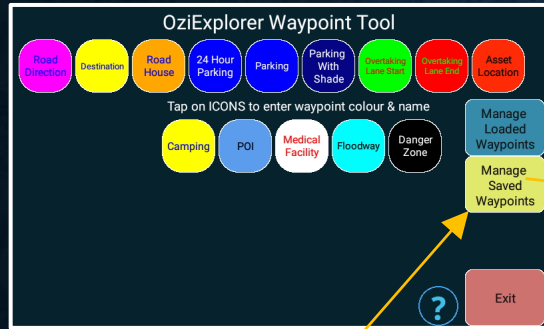 OziExplorer Waypoint Tool
Road
Direction
Destination
Road
House
24 Hour
Parking
Parking
Parking
With
Shade
Overtaking
Lane Start
Overtaking
Lane End
Asset
Location
Tap on ICONS to enter waypoint colour & name
Camping
POI
Medical
Facility
Floodway
Danger
Zone
Manage
Loaded
Waypoints
Manage
Saved
Waypoints
?
Exit